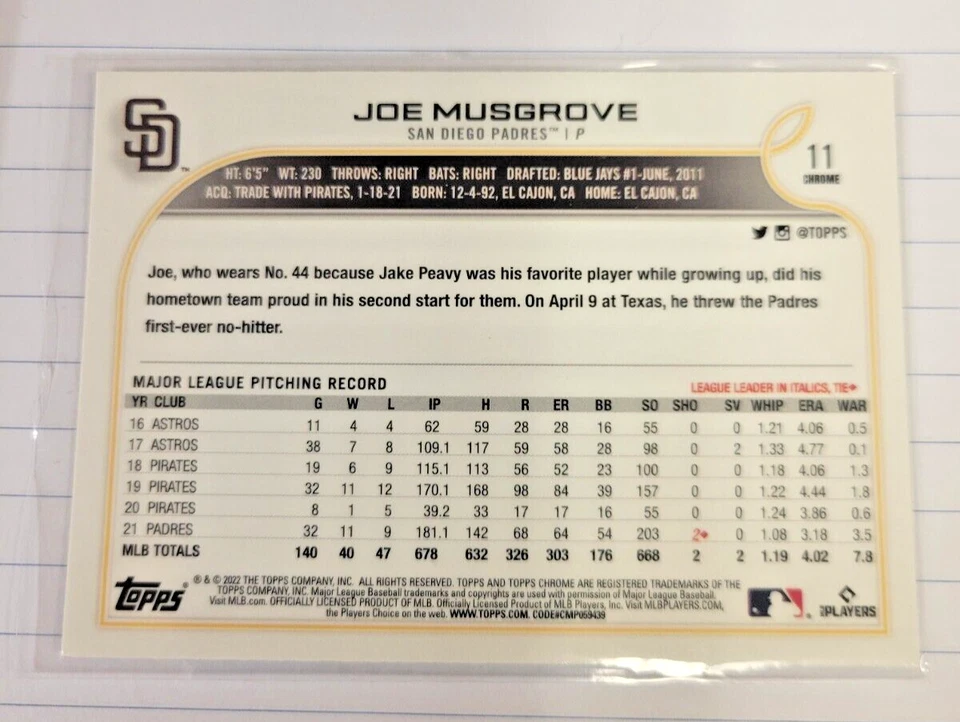 SD™
JOE MUSGROVE
SAN DIEGO PADRES™ | P
11
CHROME
HT: 6'5" WT: 230 THROWS: RIGHT BATS: RIGHT DRAFTED: BLUE JAYS #1-JUNE, 2011
ACQ: TRADE WITH PIRATES, 1-18-21 BORN: 12-4-92, EL CAJON, CA HOME: EL CAJON, CA
@TOPPS
Joe, who wears No. 44 because Jake Peavy was his favorite player while growing up, did his
hometown team proud in his second start for them. On April 9 at Texas, he threw the Padres
first-ever no-hitter.
MAJOR LEAGUE PITCHING RECORD
LEAGUE LEADER IN ITALICS, TIE♦
YR CLUB G W L IP H R ER BB SO SHO SV WHIP ERA WAR
16 ASTROS 11 4 4 62 59 28 28 16 55 0 0 1.21 4.06 0.5
17 ASTROS 38 7 8 109.1 117 59 58 28 98 0 2 1.33 4.77 0.1
18 PIRATES 19 6 9 115.1 113 56 52 23 100 0 0 1.18 4.06 1.3
19 PIRATES 32 11 12 170.1 168 98 84 39 157 0 0 1.22 4.44 1.8
20 PIRATES 8 1 5 39.2 33 17 17 16 55 0 0 1.24 3.86 0.6
21 PADRES 32 11 9 181.1 142 68 64 54 203 2♦ 0 1.08 3.18 3.5
MLB TOTALS 140 40 47 678 632 326 303 176 668 2 2 1.19 4.02 7.8
Topps
® & © 2022 THE TOPPS COMPANY, INC. ALL RIGHTS RESERVED. TOPPS AND TOPPS CHROME ARE REGISTERED TRADEMARKS OF THE
TOPPS COMPANY, INC. Major League Baseball trademarks and copyrights are used with permission of Major League Baseball.
Visit MLB.com. OFFICIALLY LICENSED PRODUCT OF MLB. Officially Licensed Product of MLB Players, Inc. Visit MLBPLAYERS.COM,
the Players Choice on the web. WWW.TOPPS.COM. CODE#CMP059439
PLAYERS